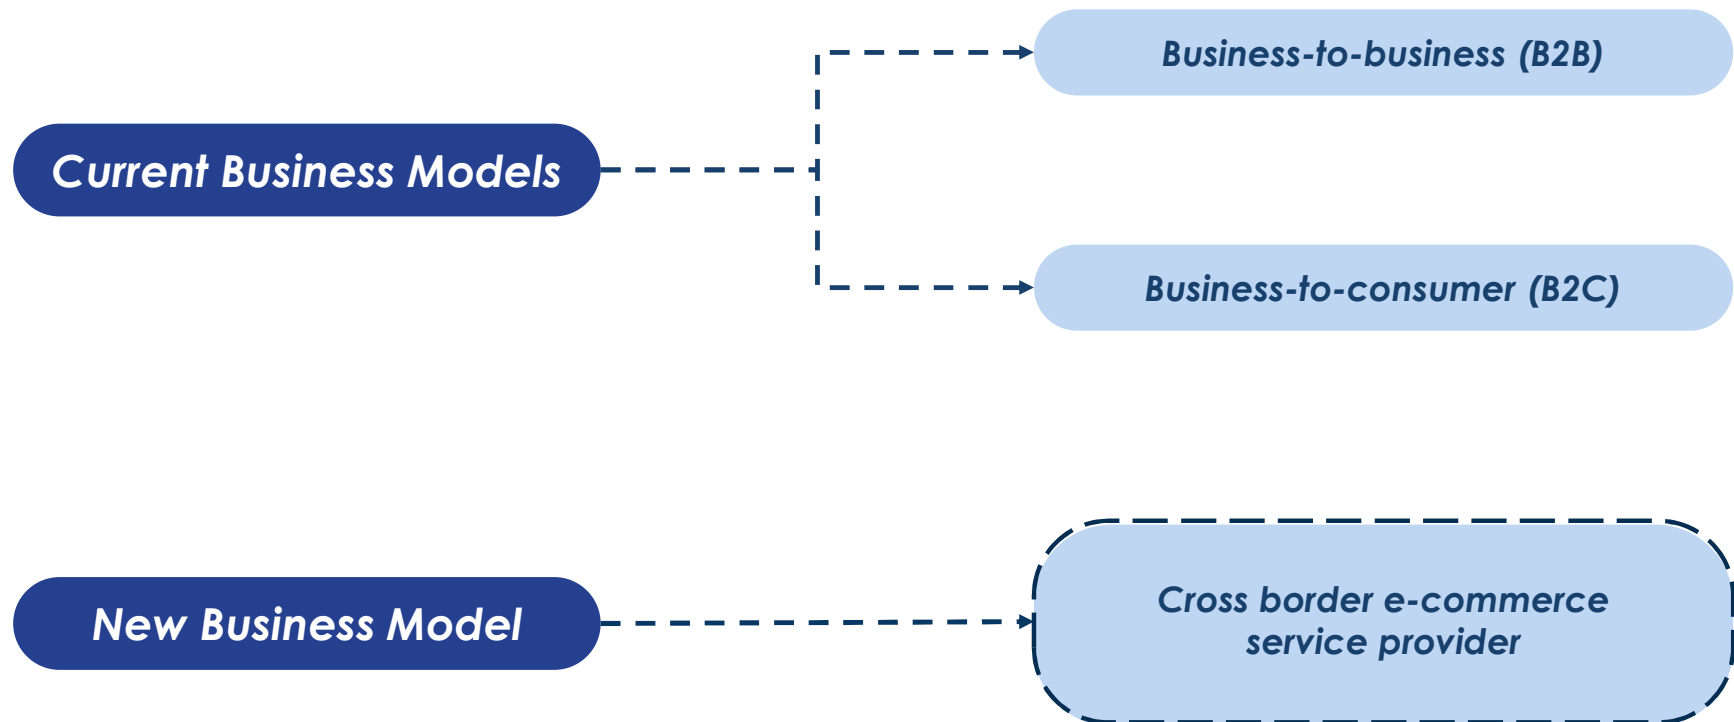 Current Business Models
Business-to-business (B2B)
Business-to-consumer (B2C)
New Business Model
Cross border e-commerce
service provider